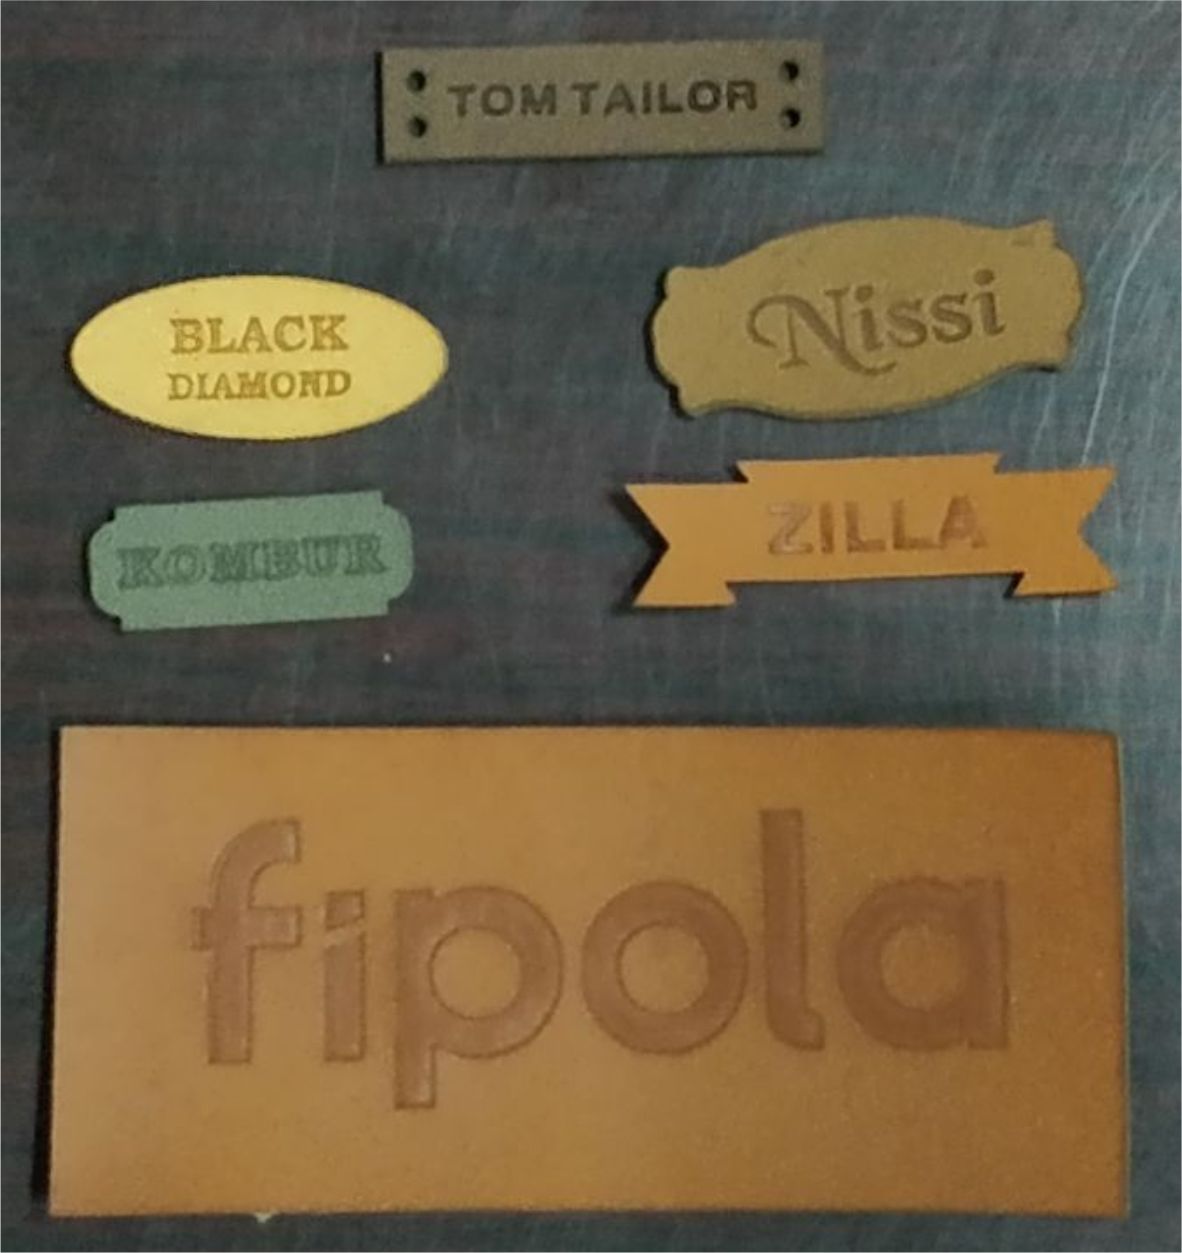 TOM TAILOR
BLACK
DIAMOND
Nissi
KOMBUR
ZILLA
fipola